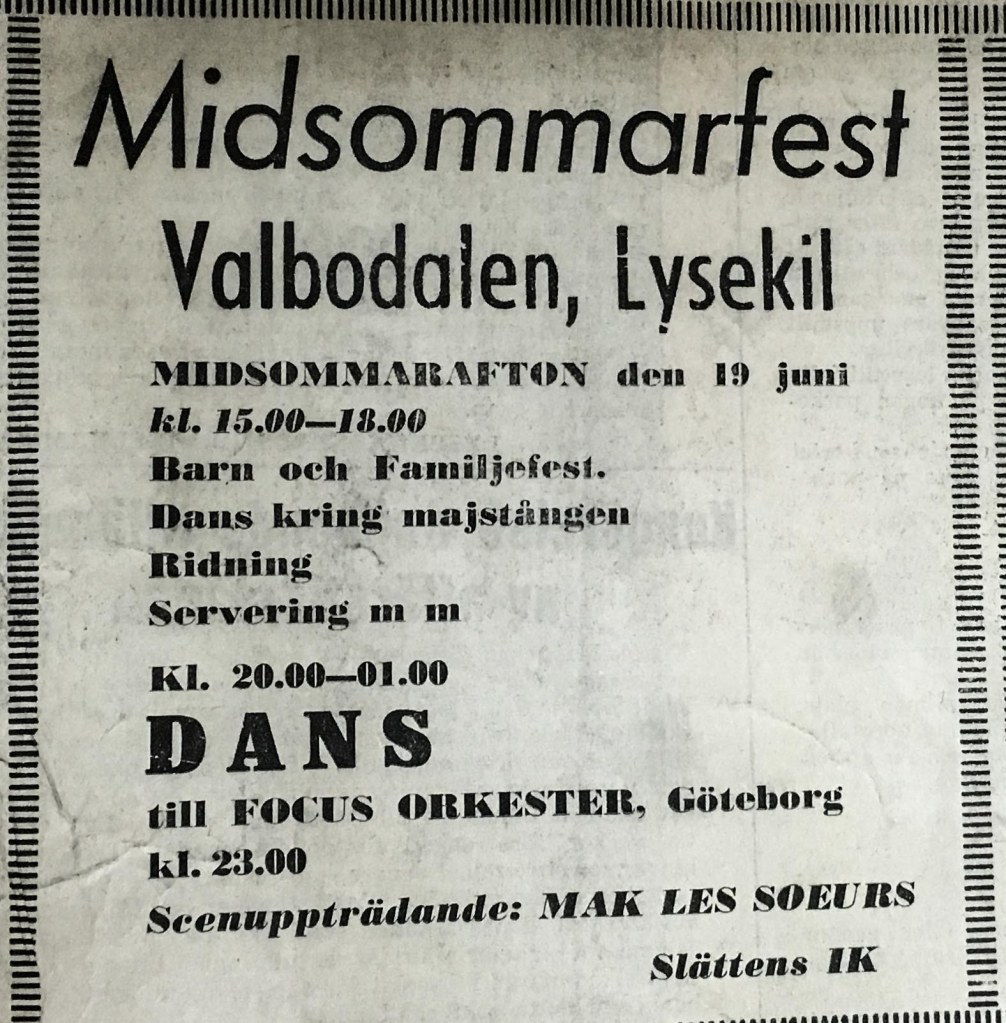 Midsommarfest
Valbodalen, Lysekil
MIDSOMMARAFTON den 19 juni
kl. 15.00—18.00
Barn och Familjefest.
Dans kring majstången
Ridning
Servering m m
Kl. 20.00—01.00
DANS
till FOCUS ORKESTER, Göteborg
kl. 23.00
Scenuppträdande: MAK LES SOEURS
Slättens IK